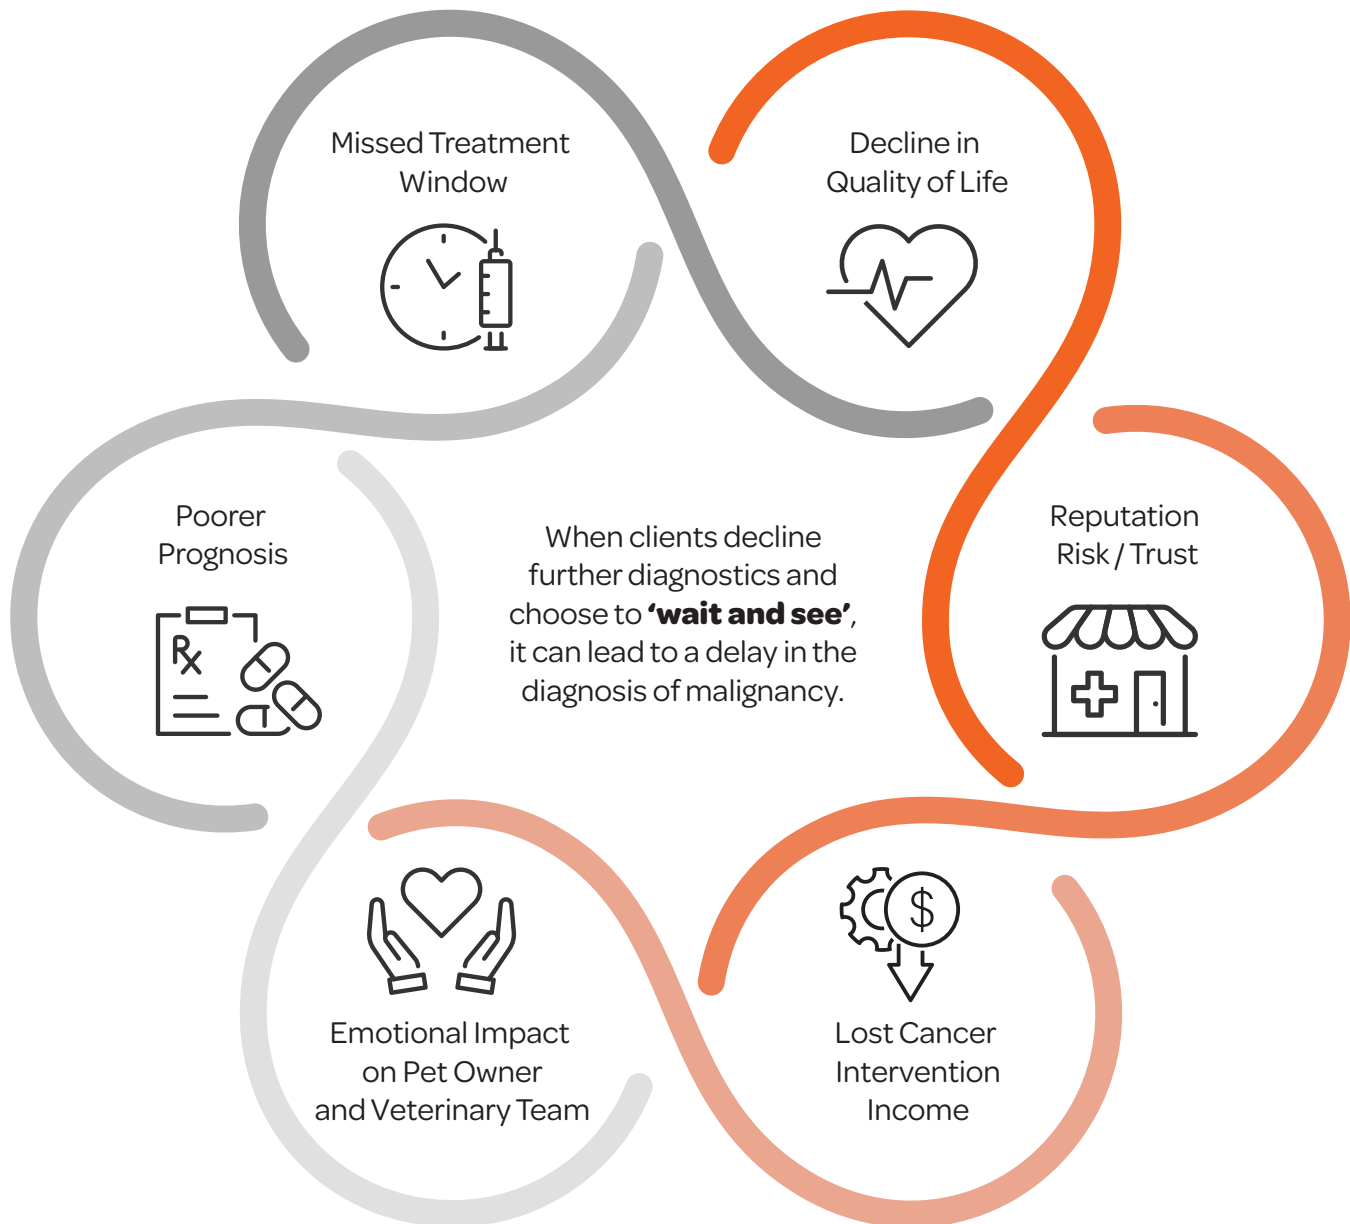 Missed Treatment
Window
Decline in
Quality of Life
Poorer
Prognosis
Rx
When clients decline
further diagnostics and
choose to ‘wait and see’,
it can lead to a delay in the
diagnosis of malignancy.
Reputation
Risk / Trust
$
Emotional Impact
on Pet Owner
and Veterinary Team
Lost Cancer
Intervention
Income